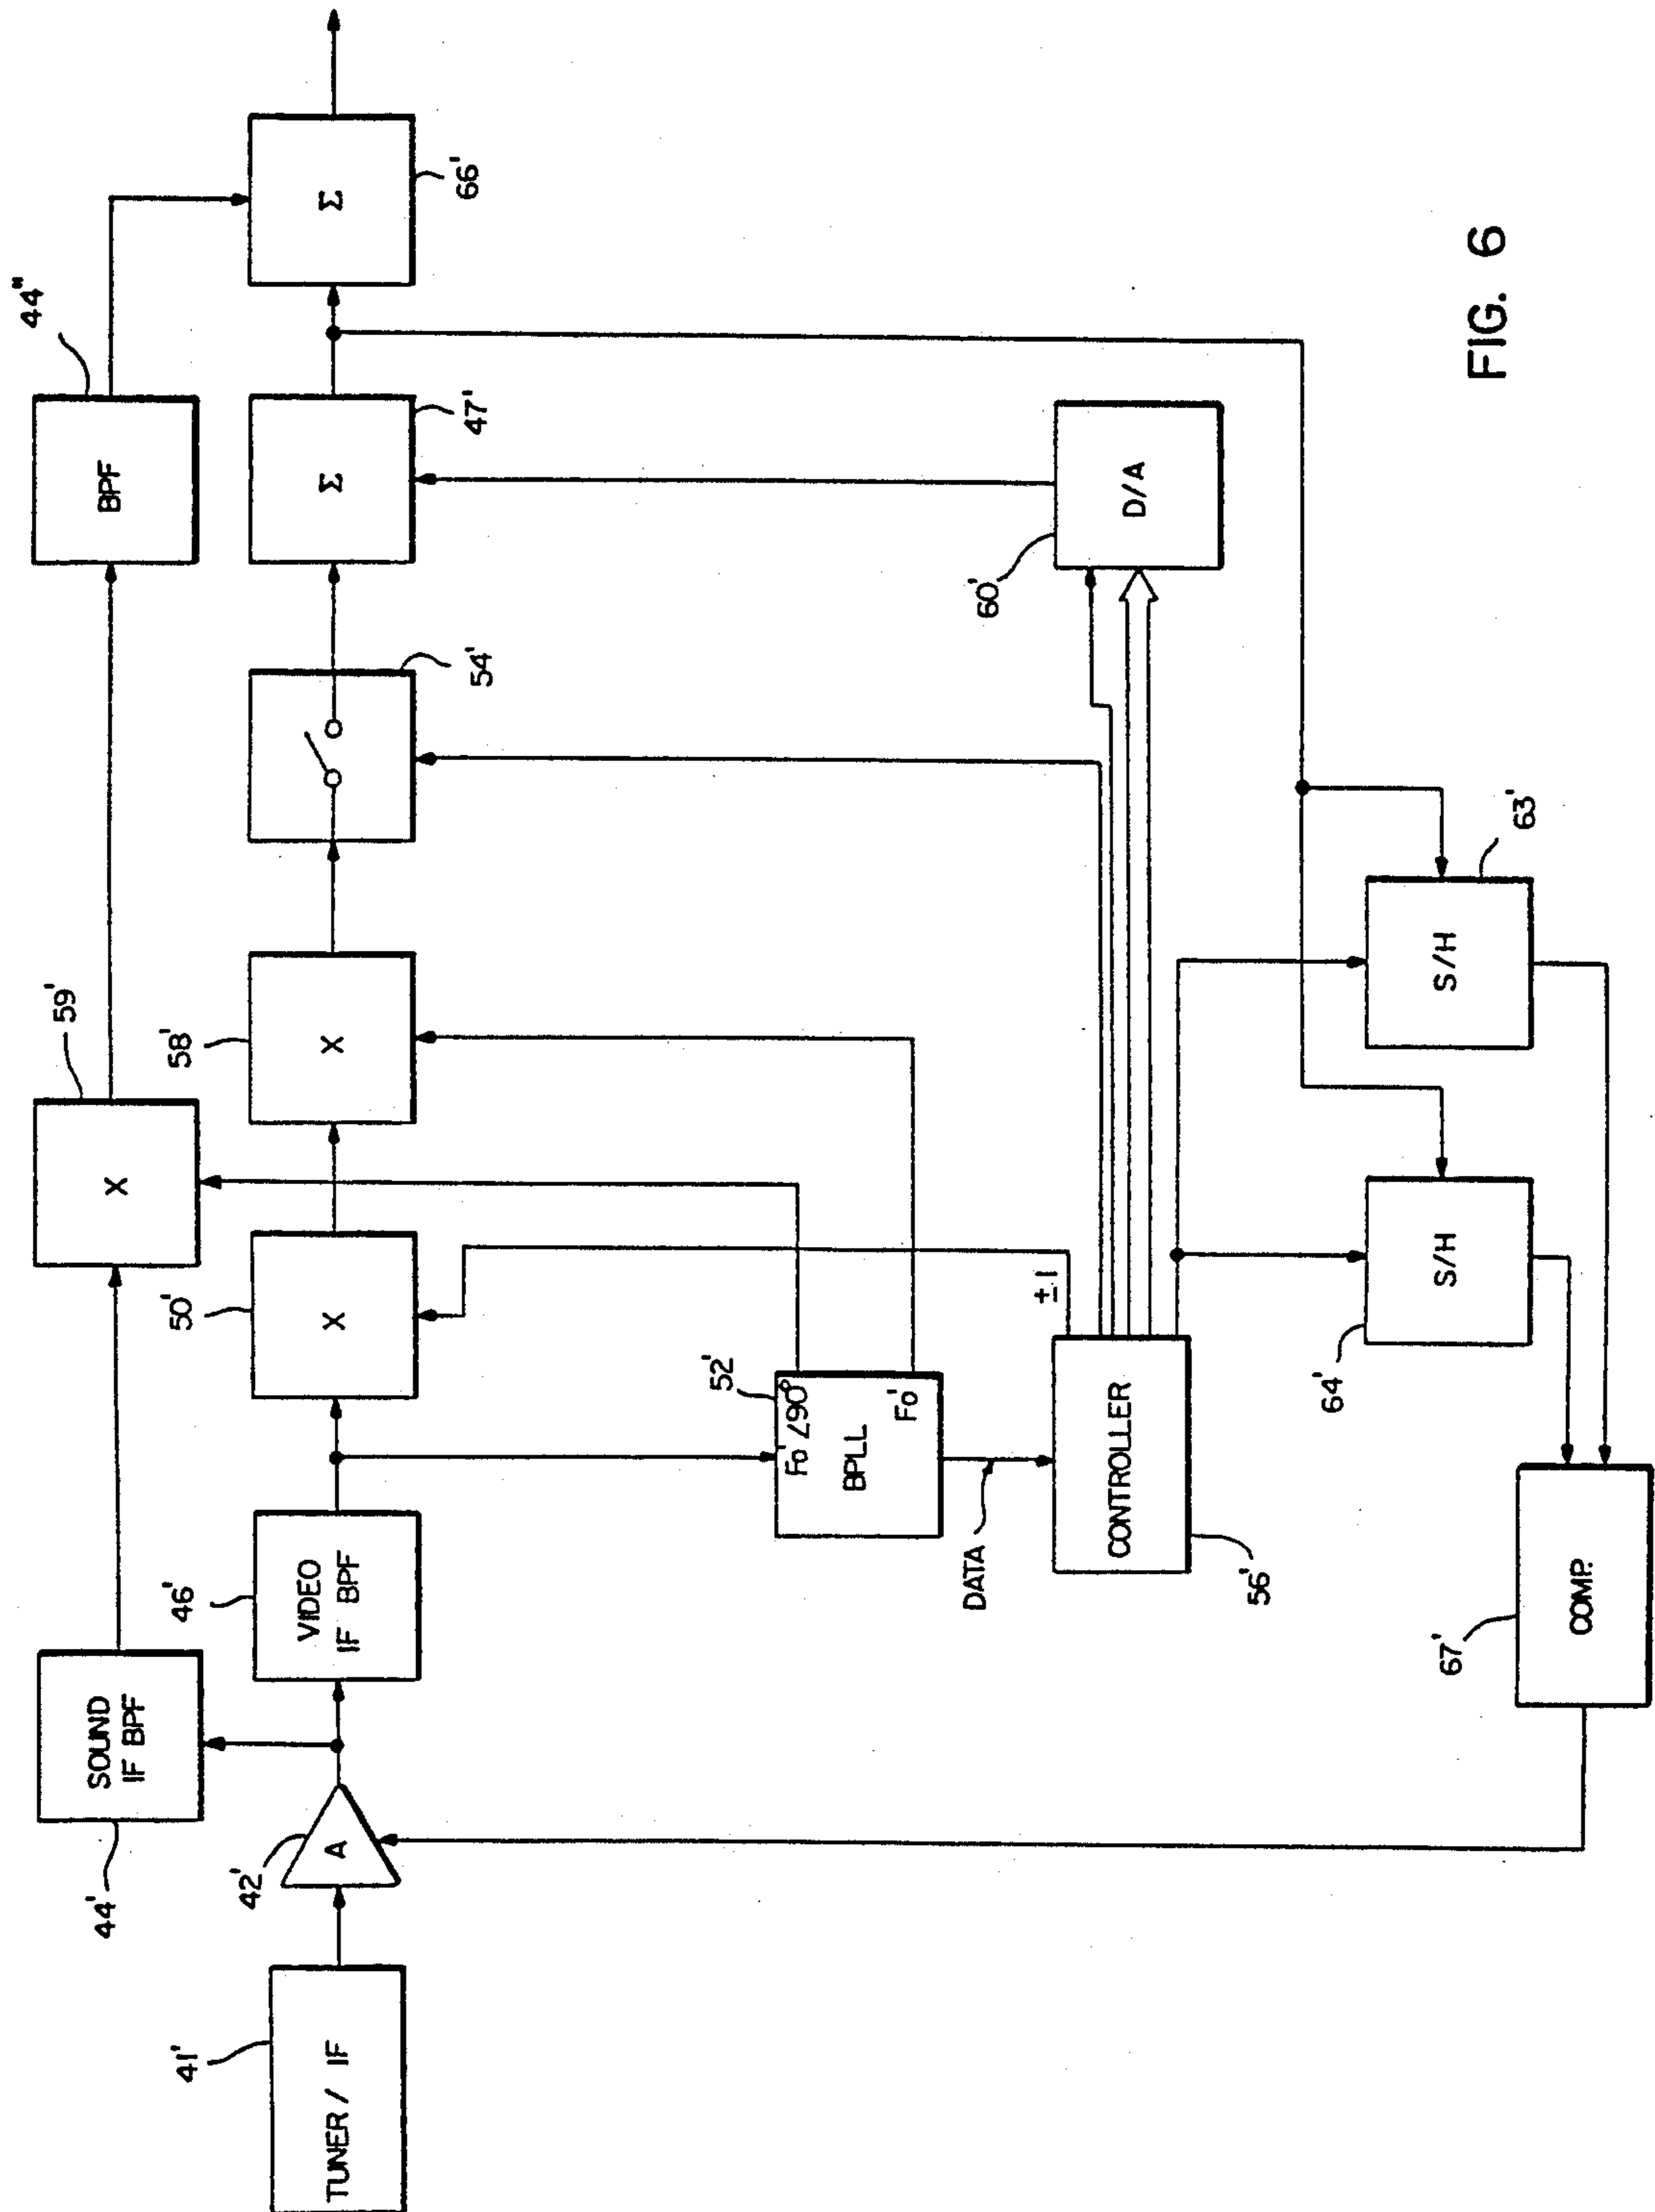 TUNER / IF
41'
A
42'
SOUND
IF BPF
44'
VIDEO
IF BPF
46'
X
50'
X
59'
X
58'
54'
Σ
47'
BPF
44"
Σ
66'
Fo' ∠90°
BPLL
Fo'
52'
DATA
±1
CONTROLLER
56'
D/A
60'
S/H
64'
S/H
63'
COMP.
67'
FIG. 6